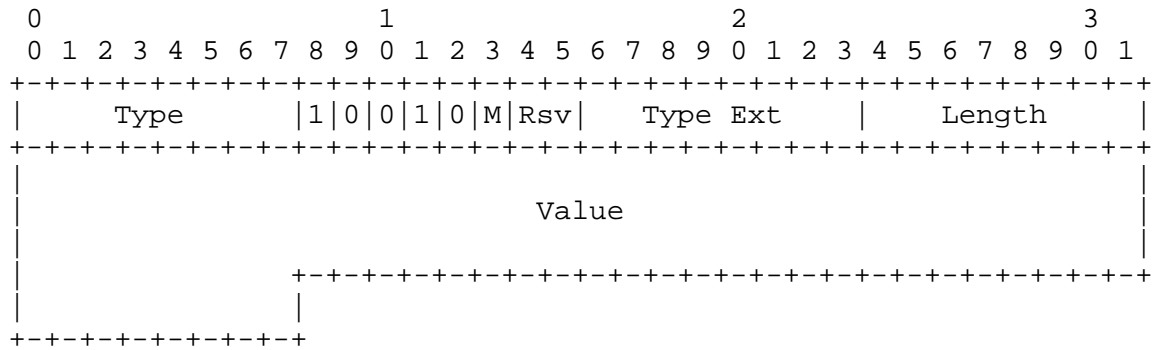 0                   1                   2                   3
 0 1 2 3 4 5 6 7 8 9 0 1 2 3 4 5 6 7 8 9 0 1 2 3 4 5 6 7 8 9 0 1
+-+-+-+-+-+-+-+-+-+-+-+-+-+-+-+-+-+-+-+-+-+-+-+-+-+-+-+-+-+-+-+-+
|     Type      |1|0|0|1|0|M|Rsv|   Type Ext    |    Length     |
+-+-+-+-+-+-+-+-+-+-+-+-+-+-+-+-+-+-+-+-+-+-+-+-+-+-+-+-+-+-+-+-+
|                                                               |
|                             Value                             |
|                                                               |
|               +-+-+-+-+-+-+-+-+-+-+-+-+-+-+-+-+-+-+-+-+-+-+-+-+
|               |
+-+-+-+-+-+-+-+-+